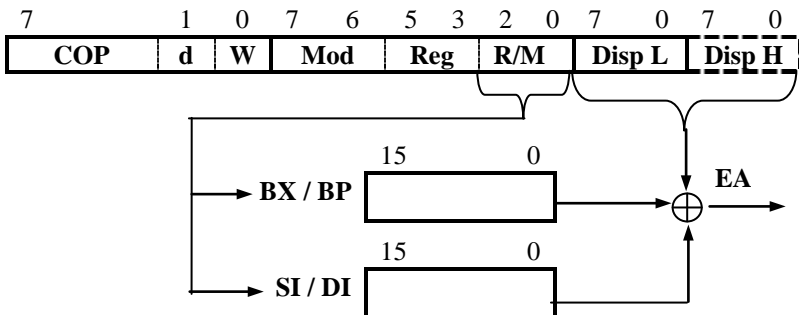 7 1 0 7 6 5 3 2 0 7 0 7 0
COP d W Mod Reg R/M Disp L Disp H
15 0
BX / BP
EA
15 0
SI / DI